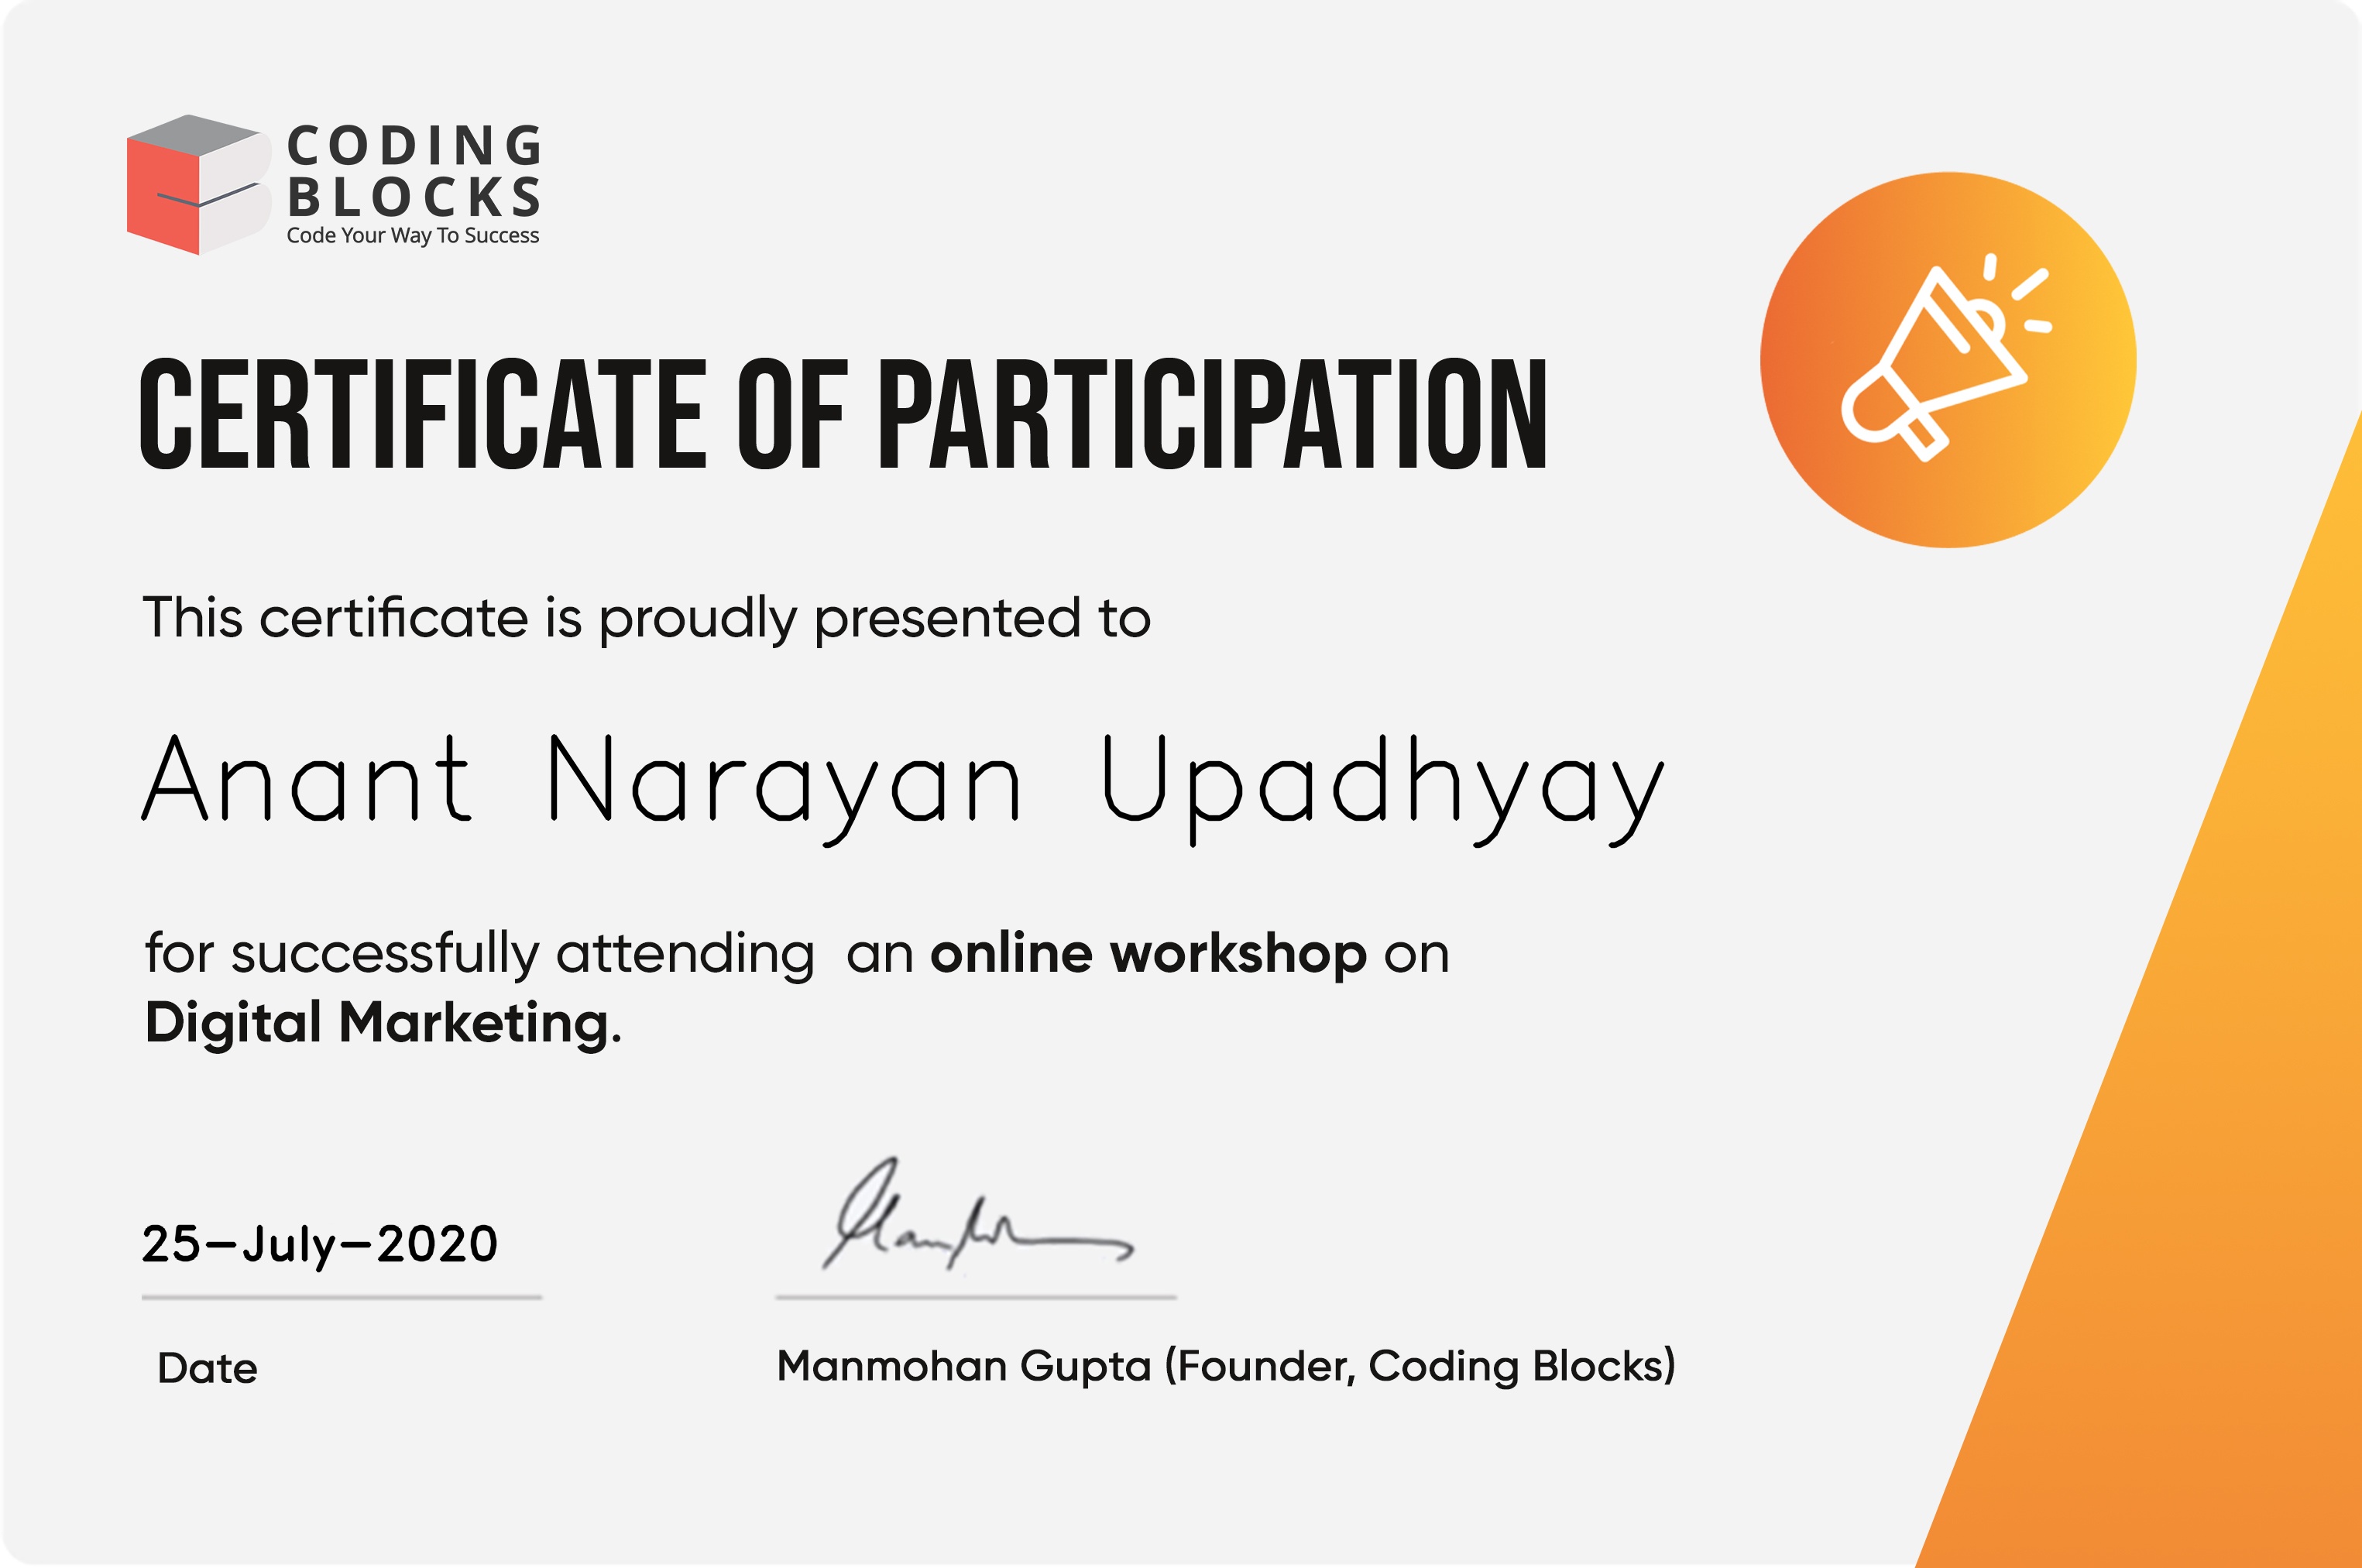 CODING
BLOCKS
Code Your Way To Success
CERTIFICATE OF PARTICIPATION
This certificate is proudly presented to
Anant Narayan Upadhyay
for successfully attending an online workshop on
Digital Marketing.
25-July-2020
Date
Manmohan Gupta (Founder, Coding Blocks)